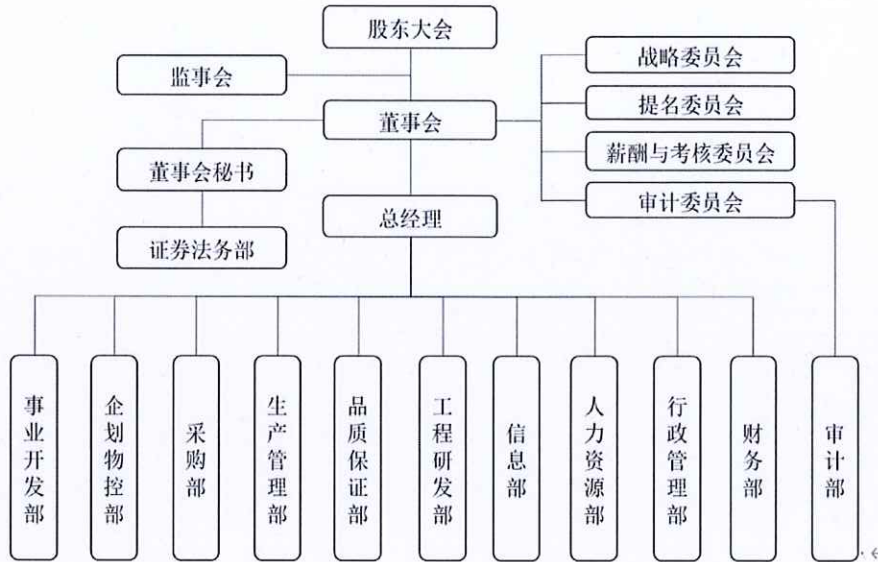 股东大会
监事会
战略委员会
提名委员会
董事会
薪酬与考核委员会
董事会秘书
审计委员会
总经理
证券法务部
事业开发部
企划物控部
采购部
生产管理部
品质保证部
工程研发部
信息部
人力资源部
行政管理部
财务部
审计部